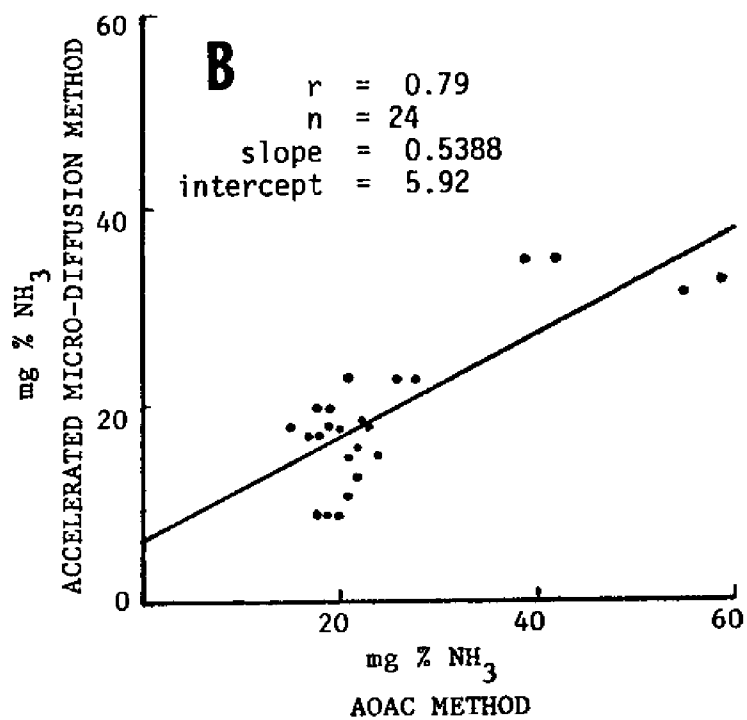 60
B
r = 0.79
n = 24
slope = 0.5388
intercept = 5.92
40
20
0
mg % NH3
ACCELERATED MICRO-DIFFUSION METHOD
20
40
60
mg % NH3
AOAC METHOD